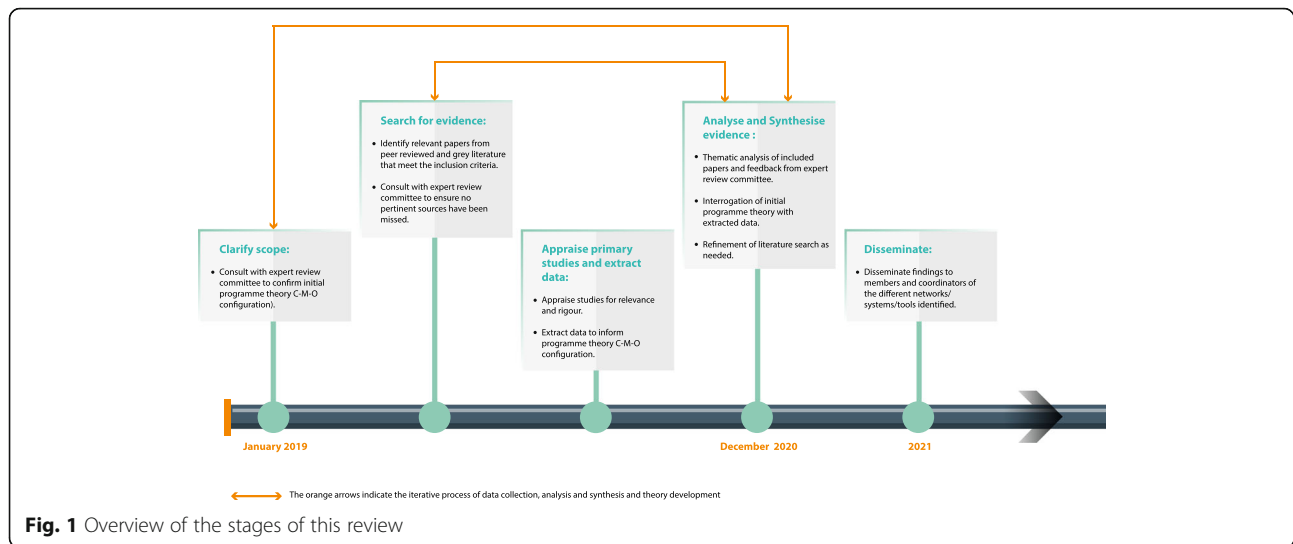 Clarify scope:
• Consult with expert review
committee to confirm initial
programme theory C-M-O
configuration).
Search for evidence:
• Identify relevant papers from
peer reviewed and grey literature
that meet the inclusion criteria.
• Consult with expert review
committee to ensure no
pertinent sources have been
missed.
Appraise primary
studies and extract
data:
• Appraise studies for relevance
and rigour.
• Extract data to inform
programme theory C-M-O
configuration.
Analyse and Synthesise
evidence :
• Thematic analysis of included
papers and feedback from expert
review committee.
• Interrogation of initial
programme theory with
extracted data.
• Refinement of literature search as
needed.
Disseminate:
• Disseminate findings to
members and coordinators of
the different networks/
systems/tools identified.
January 2019
December 2020
2021
The orange arrows indicate the iterative process of data collection, analysis and synthesis and theory development
Fig. 1 Overview of the stages of this review